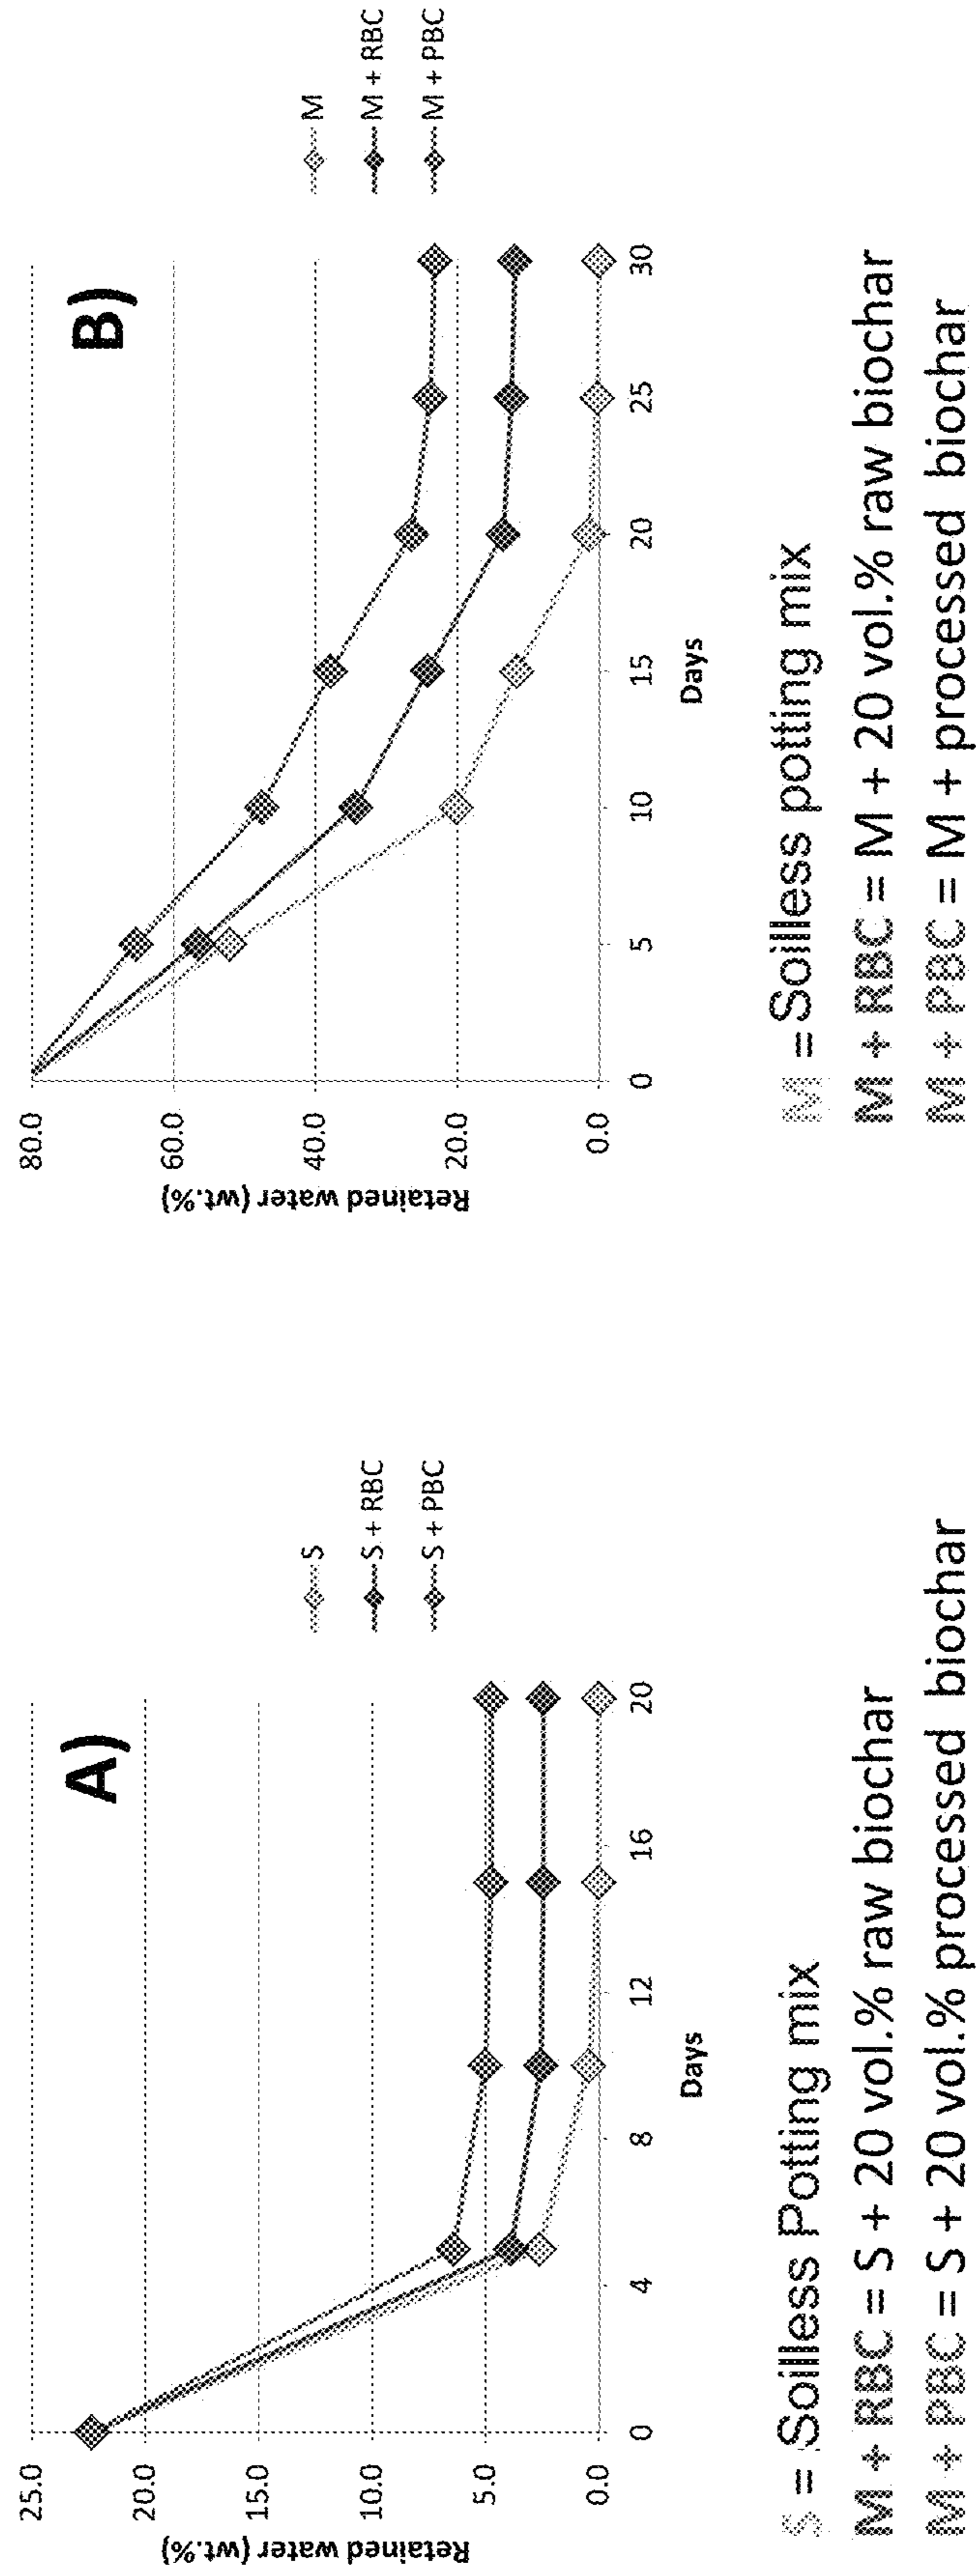 A)
25.0
20.0
15.0
10.0
5.0
0.0
Retained water (wt.%)
0 4 8 12 16 20
Days
S
S + RBC
S + PBC
S = Soilless Potting mix
M + RBC = S + 20 vol.% raw biochar
M + PBC = S + 20 vol.% processed biochar
B)
80.0
60.0
40.0
20.0
0.0
Retained water (wt.%)
0 5 10 15 20 25 30
Days
M
M + RBC
M + PBC
M = Soilless potting mix
M + RBC = M + 20 vol.% raw biochar
M + PBC = M + processed biochar